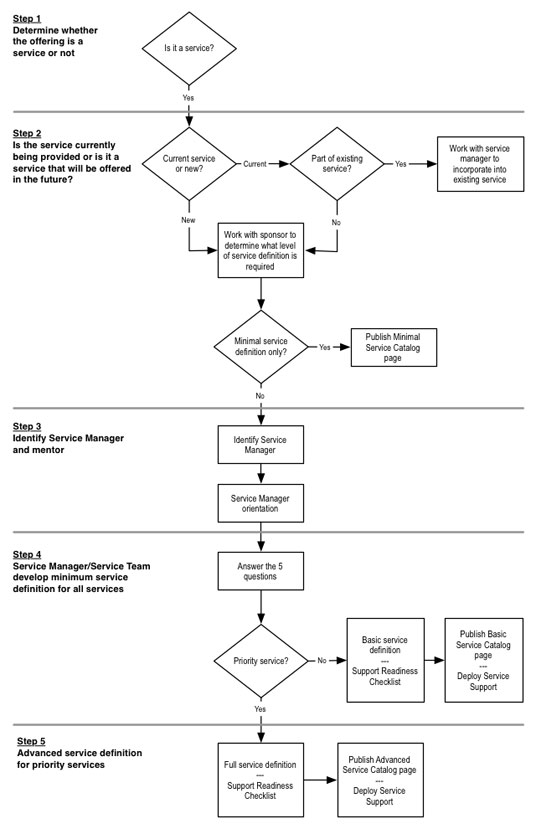 Step 1
Determine whether
the offering is a
service or not
Is it a service?
Yes
Step 2
Is the service currently
being provided or is it a
service that will be offered
in the future?
Current service
or new?
Current
Part of existing
service?
Yes
Work with service
manager to
incorporate into
existing service
New
No
Work with sponsor to
determine what level
of service definition is
required
Minimal service
definition only?
Yes
Publish Minimal
Service Catalog
page
No
Step 3
Identify Service Manager
and mentor
Identify Service
Manager
Service Manager
orientation
Step 4
Service Manager/Service Team
develop minimum service
definition for all services
Answer the 5
questions
Priority service?
No
Basic service
definition
---
Support Readiness
Checklist
Publish Basic
Service Catalog
page
---
Deploy Service
Support
Yes
Step 5
Advanced service definition
for priority services
Full service definition
---
Support Readiness
Checklist
Publish Advanced
Service Catalog page
---
Deploy Service
Support